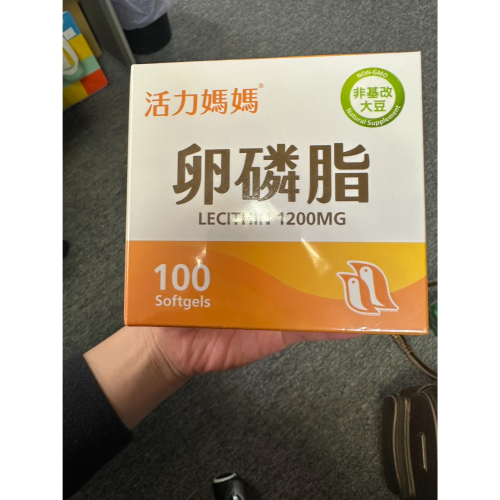 活力媽媽®
NON-GMO
非基改
大豆
Natural Supplement
卵磷脂
LECITHIN 1200MG
100
Softgels